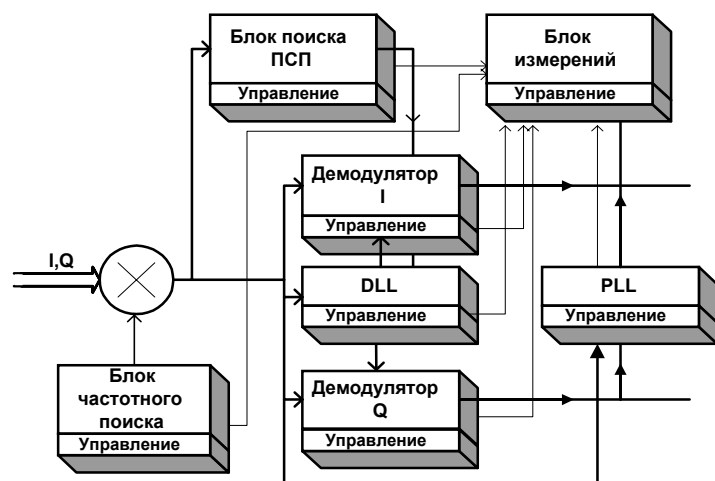 Блок поиска
ПСП
Управление
Блок
измерений
Управление
Демодулятор
I
Управление
I,Q
DLL
Управление
PLL
Управление
Блок
частотного
поиска
Управление
Демодулятор
Q
Управление